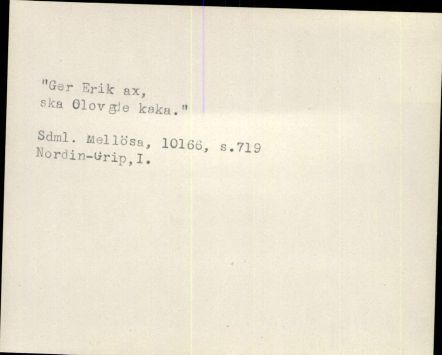 "Ger Erik ax,
ska Olov gie kaka."

Sdml. Mellösa, 10166, s.719
Nordin-Grip, I.